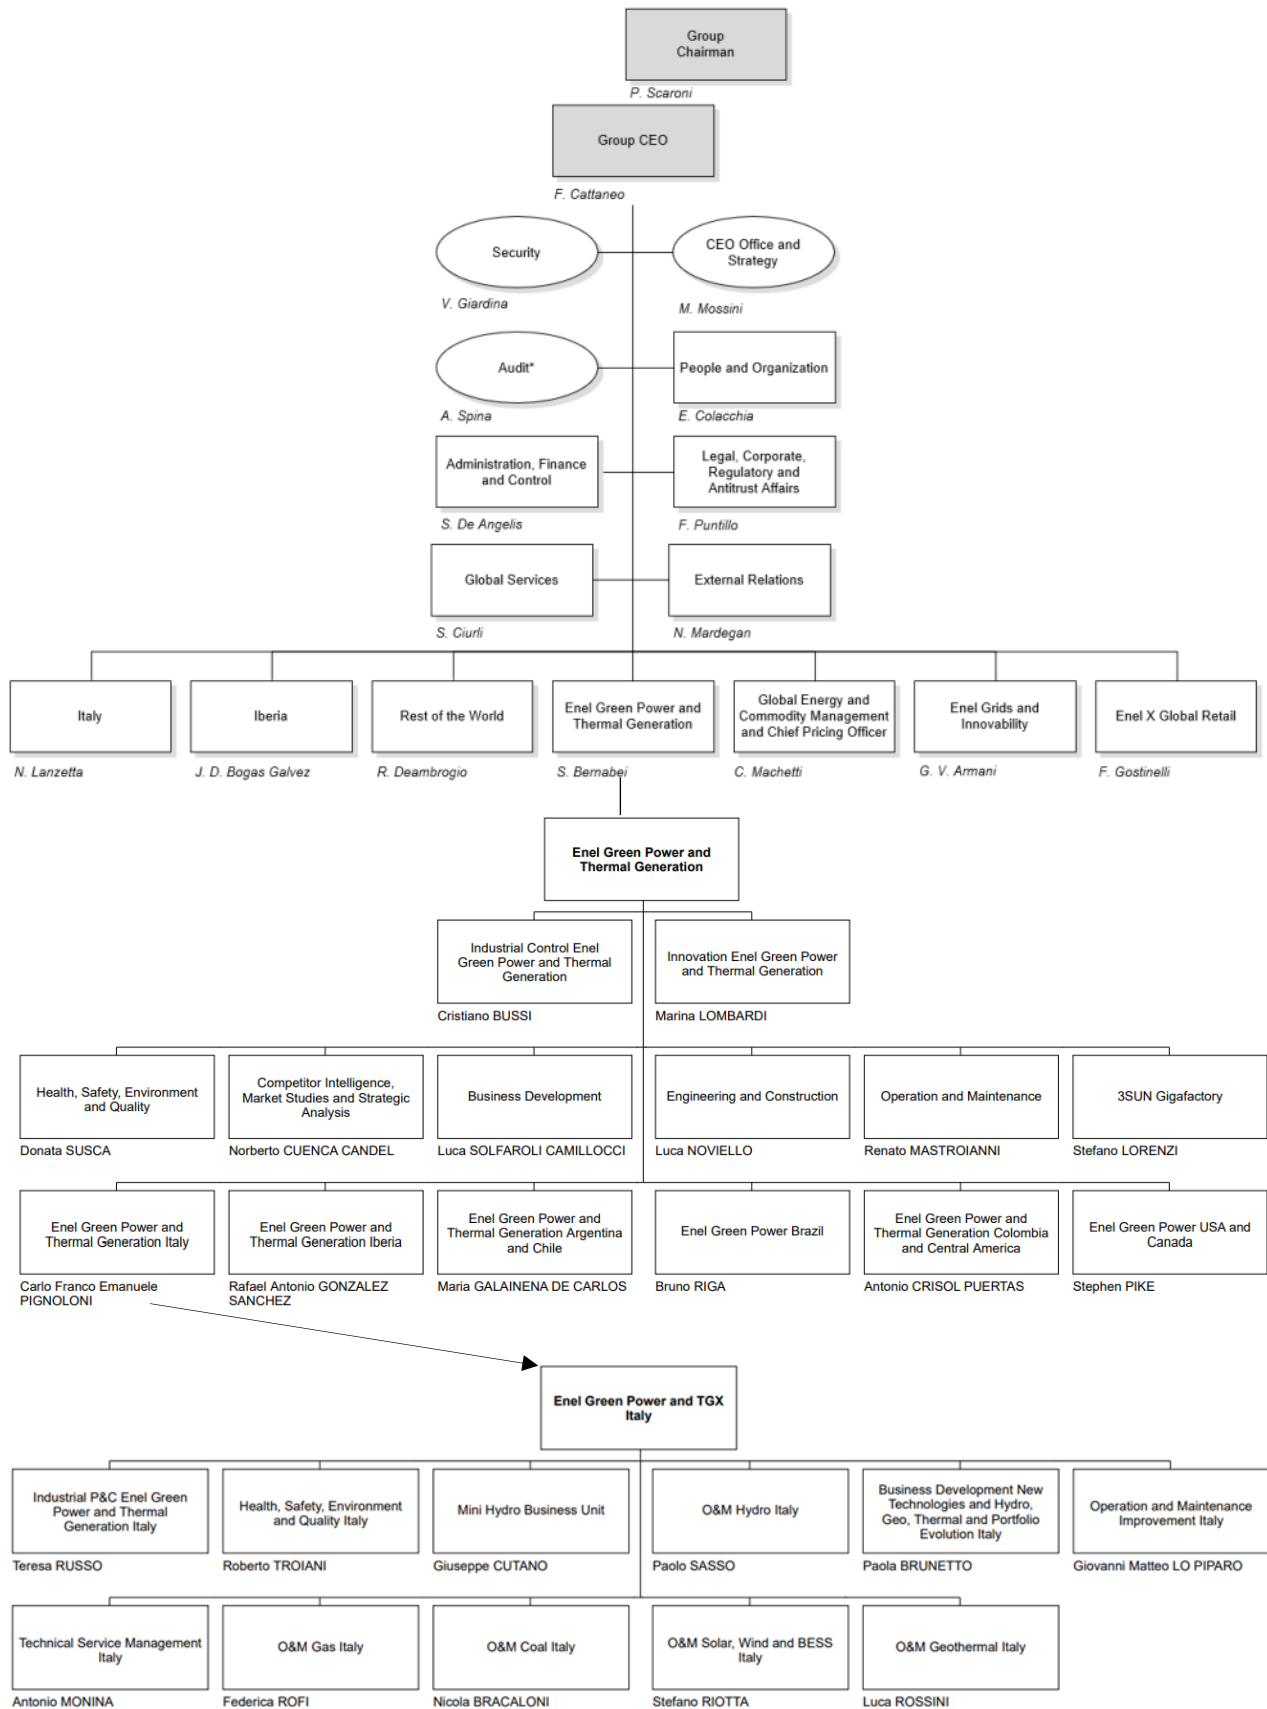 Group
Chairman
P. Scaroni
Group CEO
F. Cattaneo
Security
CEO Office and
Strategy
V. Giardina
M. Mossini
Audit*
People and Organization
A. Spina
E. Colacchia
Administration, Finance
and Control
Legal, Corporate,
Regulatory and
Antitrust Affairs
S. De Angelis
F. Puntillo
Global Services
External Relations
S. Ciurli
N. Mardegan
Italy
Iberia
Rest of the World
Enel Green Power and
Thermal Generation
Global Energy and
Commodity Management
and Chief Pricing Officer
Enel Grids and
Innovability
Enel X Global Retail
N. Lanzetta
J. D. Bogas Galvez
R. Deambrogio
S. Bernabei
C. Machetti
G. V. Armani
F. Gostinelli
Enel Green Power and
Thermal Generation
Industrial Control Enel
Green Power and Thermal
Generation
Innovation Enel Green Power
and Thermal Generation
Cristiano BUSSI
Marina LOMBARDI
Health, Safety, Environment
and Quality
Competitor Intelligence,
Market Studies and Strategic
Analysis
Business Development
Engineering and Construction
Operation and Maintenance
3SUN Gigafactory
Donata SUSCA
Norberto CUENCA CANDEL
Luca SOLFAROLI CAMILLOCCI
Luca NOVIELLO
Renato MASTROIANNI
Stefano LORENZI
Enel Green Power and
Thermal Generation Italy
Enel Green Power and
Thermal Generation Iberia
Enel Green Power and
Thermal Generation Argentina
and Chile
Enel Green Power Brazil
Enel Green Power and
Thermal Generation Colombia
and Central America
Enel Green Power USA and
Canada
Carlo Franco Emanuele
PIGNOLONI
Rafael Antonio GONZALEZ
SANCHEZ
Maria GALAINENA DE CARLOS
Bruno RIGA
Antonio CRISOL PUERTAS
Stephen PIKE
Enel Green Power and TGX
Italy
Industrial P&C Enel Green
Power and Thermal
Generation Italy
Health, Safety, Environment
and Quality Italy
Mini Hydro Business Unit
O&M Hydro Italy
Business Development New
Technologies and Hydro,
Geo, Thermal and Portfolio
Evolution Italy
Operation and Maintenance
Improvement Italy
Teresa RUSSO
Roberto TROIANI
Giuseppe CUTANO
Paolo SASSO
Paola BRUNETTO
Giovanni Matteo LO PIPARO
Technical Service Management
Italy
O&M Gas Italy
O&M Coal Italy
O&M Solar, Wind and BESS
Italy
O&M Geothermal Italy
Antonio MONINA
Federica ROFI
Nicola BRACALONI
Stefano RIOTTA
Luca ROSSINI